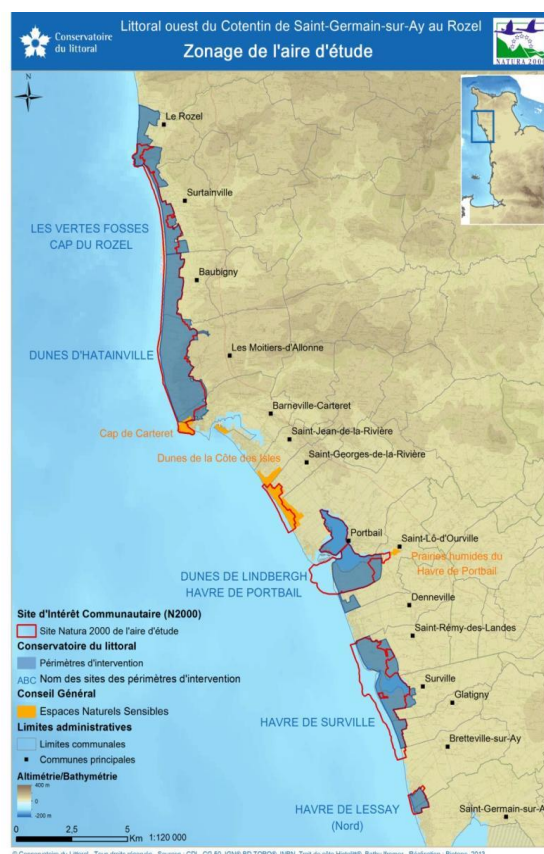 Conservatoire
du littoral
Littoral ouest du Cotentin de Saint-Germain-sur-Ay au Rozel
Zonage de l'aire d'étude
NATURA 2000
N
Le Rozel
Surtainville
LES VERTES FOSSES
CAP DU ROZEL
Baubigny
DUNES D'HATAINVILLE
Les Moitiers-d'Allonne
Barneville-Carteret
Cap de Carteret
Saint-Jean-de-la-Rivière
Dunes de la Côte des Isles
Saint-Georges-de-la-Rivière
Portbail
Saint-Lô-d'Ourville
Prairies humides du
Havre de Portbail
DUNES DE LINDBERGH
HAVRE DE PORTBAIL
Denneville
Saint-Rémy-des-Landes
Surville
Glatigny
HAVRE DE SURVILLE
Bretteville-sur-Ay
HAVRE DE LESSAY
(Nord)
Saint-Germain-sur-A
Site d'Intérêt Communautaire (N2000)
Site Natura 2000 de l'aire d'étude
Conservatoire du littoral
Périmètres d'intervention
ABC Nom des sites des périmètres d'intervention
Conseil Général
Espaces Naturels Sensibles
Limites administratives
Limites communales
Communes principales
Altimétrie/Bathymétrie
400 m
0
-200 m
0 2,5 5
Km 1:120 000